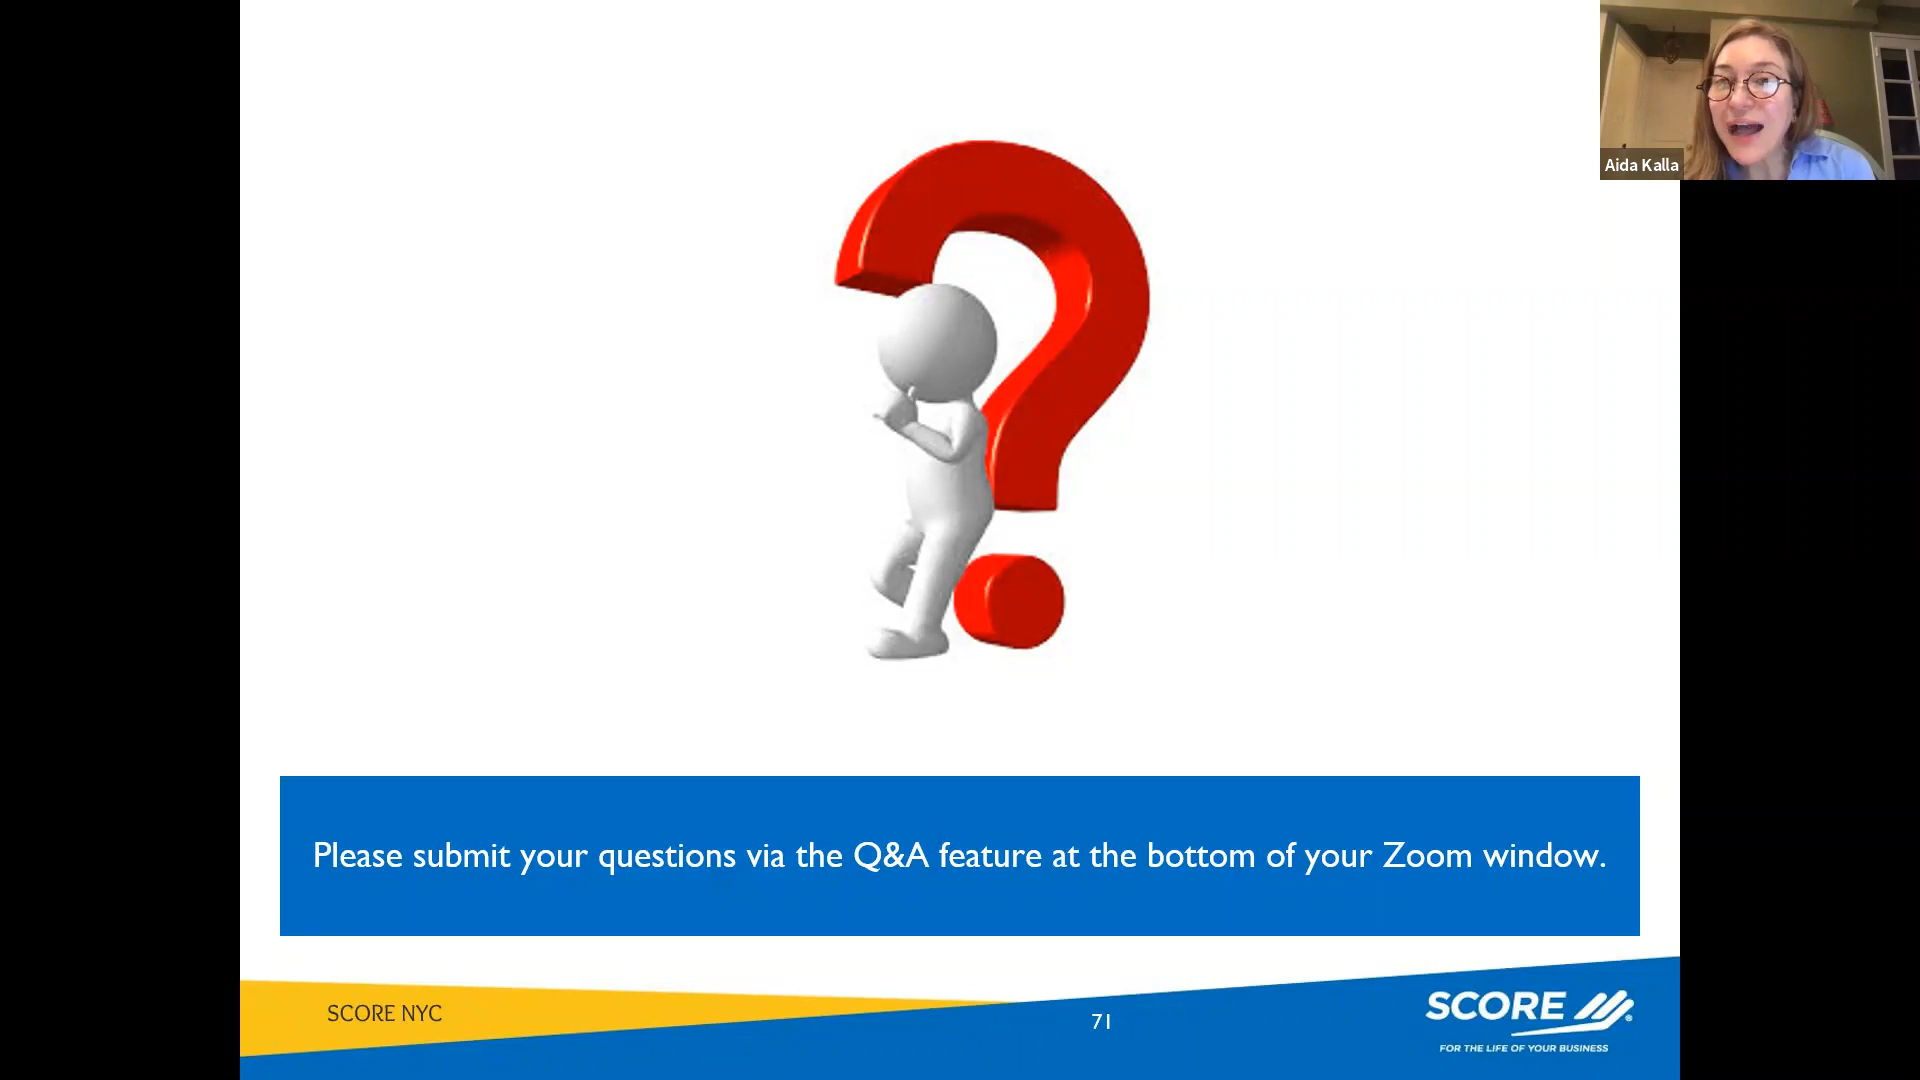 Aida Kalla
Please submit your questions via the Q&A feature at the bottom of your Zoom window.
SCORE NYC
71
SCORE
FOR THE LIFE OF YOUR BUSINESS